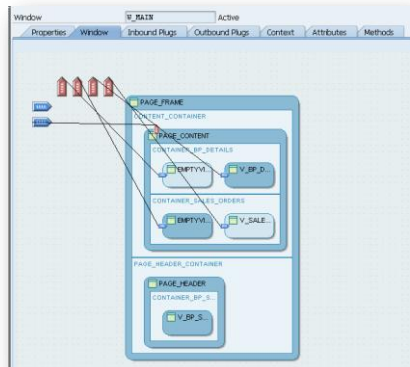 Window W_MAIN Active
Properties Window Inbound Plugs Outbound Plugs Context Attributes Methods
PAGE_FRAME
CONTENT_CONTAINER
PAGE_CONTENT
CONTAINER_BP_DETAILS
EMPTYVI... V_BP_D...
CONTAINER_SALES_ORDERS
EMPTYVI... V_SALE...
PAGE_HEADER_CONTAINER
PAGE_HEADER
CONTAINER_BP_S...
V_BP_S...